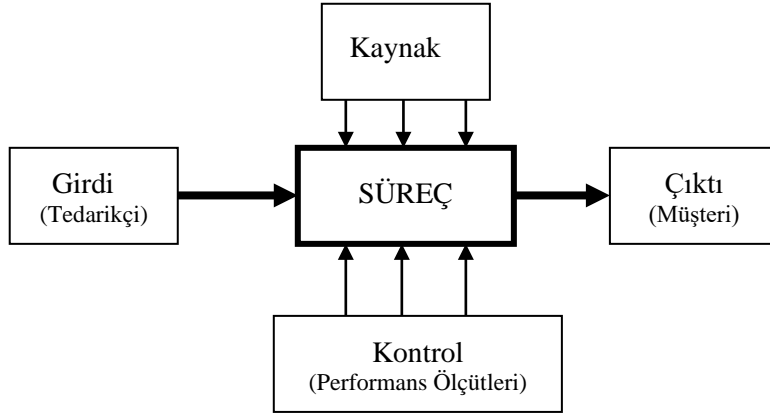 Kaynak
Girdi
(Tedarikçi)
SÜREÇ
Çıktı
(Müşteri)
Kontrol
(Performans Ölçütleri)